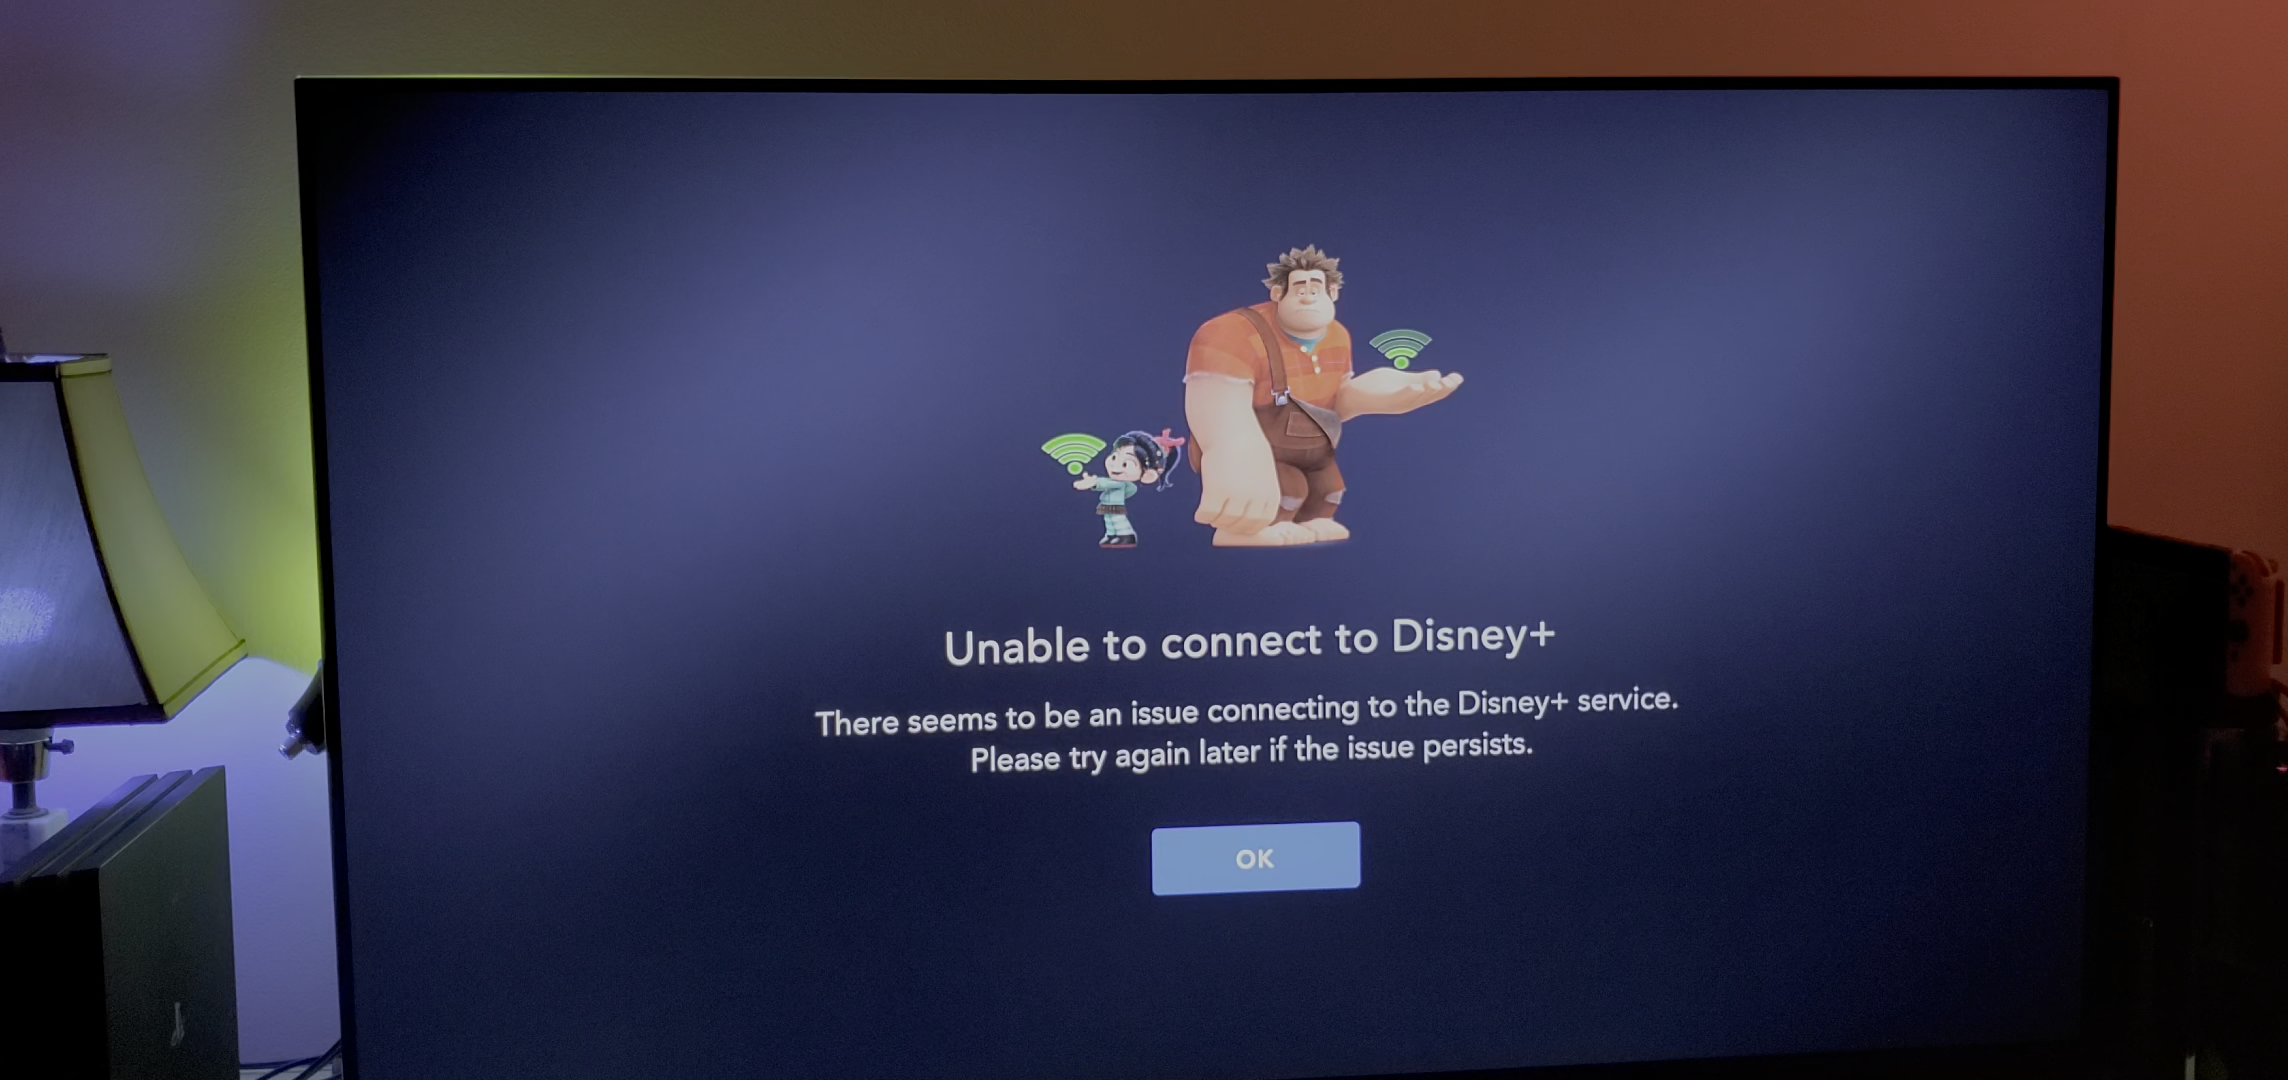 Unable to connect to Disney+
There seems to be an issue connecting to the Disney+ service.
Please try again later if the issue persists.
OK